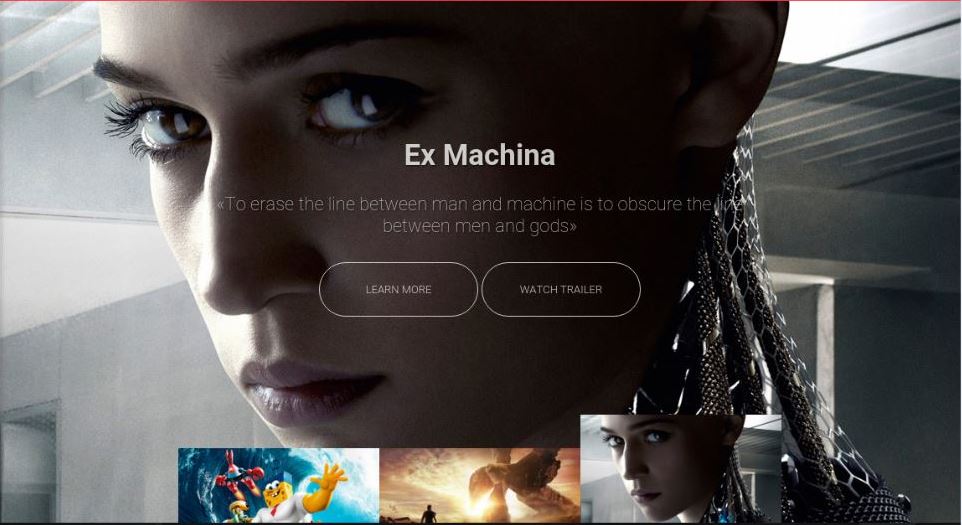 Ex Machina
«To erase the line between man and machine is to obscure the line
between men and gods»
LEARN MORE
WATCH TRAILER